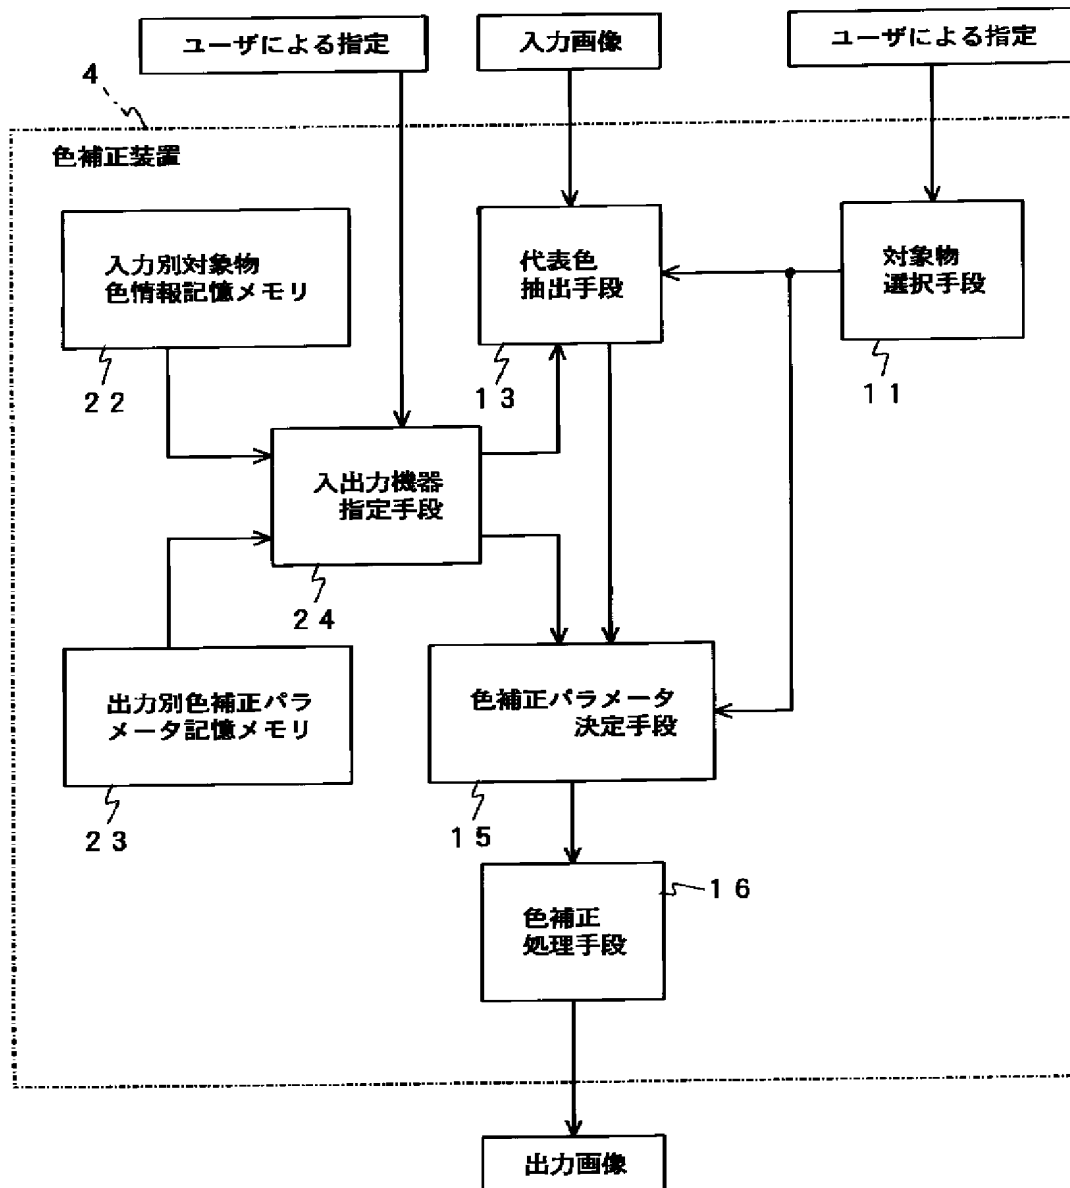 ユーザによる指定
入力画像
ユーザによる指定
4
色補正装置
入力別対象物
色情報記憶メモリ
22
代表色
抽出手段
13
対象物
選択手段
11
入出力機器
指定手段
24
出力別色補正パラ
メータ記憶メモリ
23
色補正パラメータ
決定手段
15
色補正
処理手段
16
出力画像